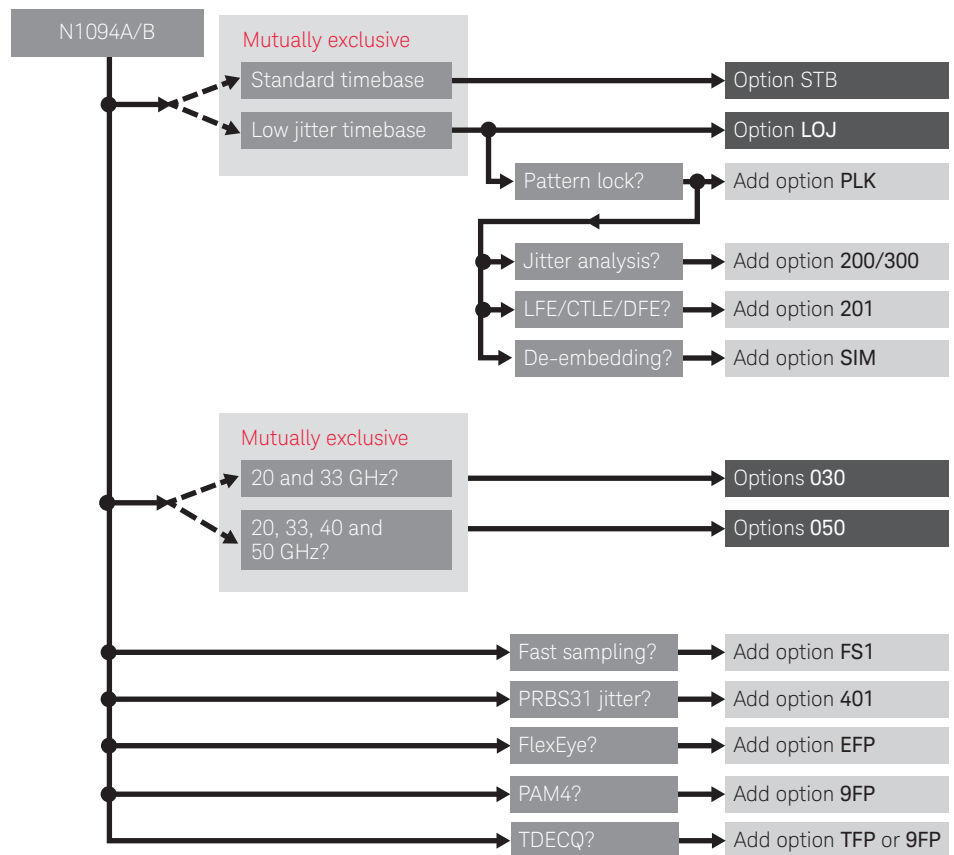 N1094A/B
Mutually exclusive
Standard timebase
Option STB
Low jitter timebase
Option LOJ
Pattern lock?
Add option PLK
Jitter analysis?
Add option 200/300
LFE/CTLE/DFE?
Add option 201
De-embedding?
Add option SIM
Mutually exclusive
20 and 33 GHz?
Options 030
20, 33, 40 and
50 GHz?
Options 050
Fast sampling?
Add option FS1
PRBS31 jitter?
Add option 401
FlexEye?
Add option EFP
PAM4?
Add option 9FP
TDECQ?
Add option TFP or 9FP